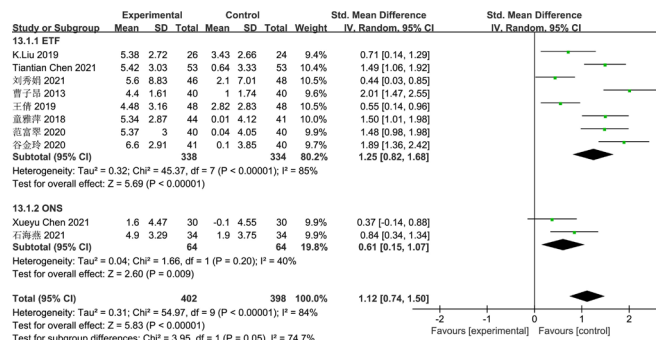 Experimental Control Std. Mean Difference Std. Mean Difference
Study or Subgroup Mean SD Total Mean SD Total Weight IV. Random. 95% CI IV. Random. 95% CI
13.1.1 ETF
K.Liu 2019 5.38 2.72 26 3.43 2.66 24 9.4% 0.71 [0.14, 1.29]
Tiantian Chen 2021 5.42 3.03 53 0.64 3.33 53 10.4% 1.49 [1.06, 1.92]
刘秀娟 2021 5.6 8.83 46 2.1 7.01 48 10.5% 0.44 [0.03, 0.85]
曹子昂 2013 4.4 1.61 40 1 1.74 40 9.6% 2.01 [1.47, 2.55]
王倩 2019 4.48 3.16 48 2.82 2.83 48 10.5% 0.55 [0.14, 0.96]
童雅萍 2018 5.34 2.87 44 0.01 4.12 41 10.0% 1.50 [1.01, 1.98]
范富翠 2020 5.37 3 40 0.04 4.05 40 10.0% 1.48 [0.98, 1.98]
谷金玲 2020 6.6 2.91 41 0.1 3.85 40 9.7% 1.89 [1.36, 2.42]
Subtotal (95% CI) 338 334 80.2% 1.25 [0.82, 1.68]
Heterogeneity: Tau² = 0.32; Chi² = 45.37, df = 7 (P < 0.00001); I² = 85%
Test for overall effect: Z = 5.69 (P < 0.00001)
13.1.2 ONS
Xueyu Chen 2021 1.6 4.47 30 -0.1 4.55 30 9.9% 0.37 [-0.14, 0.88]
石海燕 2021 4.9 3.29 34 1.9 3.75 34 9.9% 0.84 [0.34, 1.34]
Subtotal (95% CI) 64 64 19.8% 0.61 [0.15, 1.07]
Heterogeneity: Tau² = 0.04; Chi² = 1.66, df = 1 (P = 0.20); I² = 40%
Test for overall effect: Z = 2.60 (P = 0.009)
Total (95% CI) 402 398 100.0% 1.12 [0.74, 1.50]
Heterogeneity: Tau² = 0.31; Chi² = 54.97, df = 9 (P < 0.00001); I² = 84%
Test for overall effect: Z = 5.83 (P < 0.00001)
Test for subgroup differences: Chi² = 3.95, df = 1 (P = 0.05), I² = 74.7%
-2 -1 0 1 2
Favours [experimental] Favours [control]